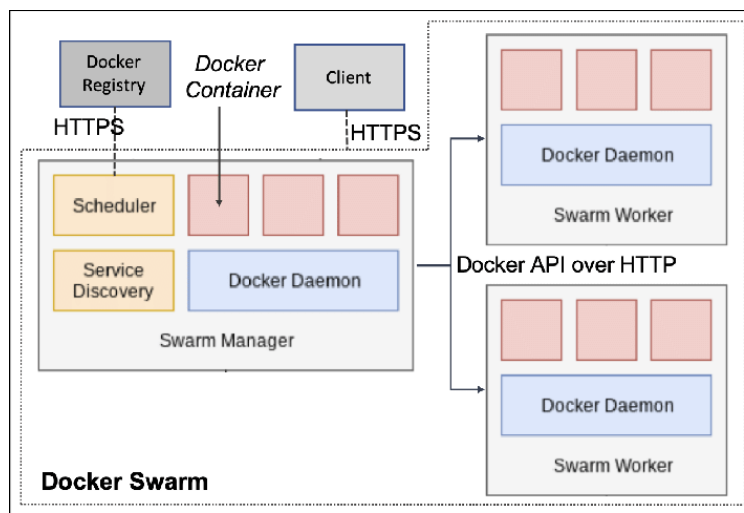 Docker
Registry
Docker
Container
Client
HTTPS
HTTPS
Scheduler
Service
Discovery
Docker Daemon
Swarm Manager
Docker Daemon
Swarm Worker
Docker API over HTTP
Docker Daemon
Swarm Worker
Docker Swarm